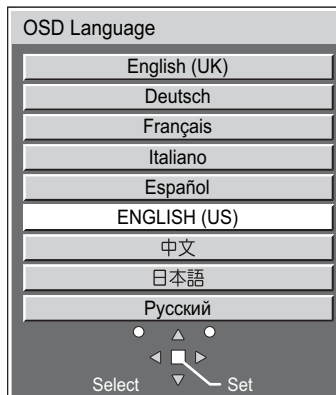 OSD Language
English (UK)
Deutsch
Français
Italiano
Español
ENGLISH (US)
中文
日本語
Русский
Select Set